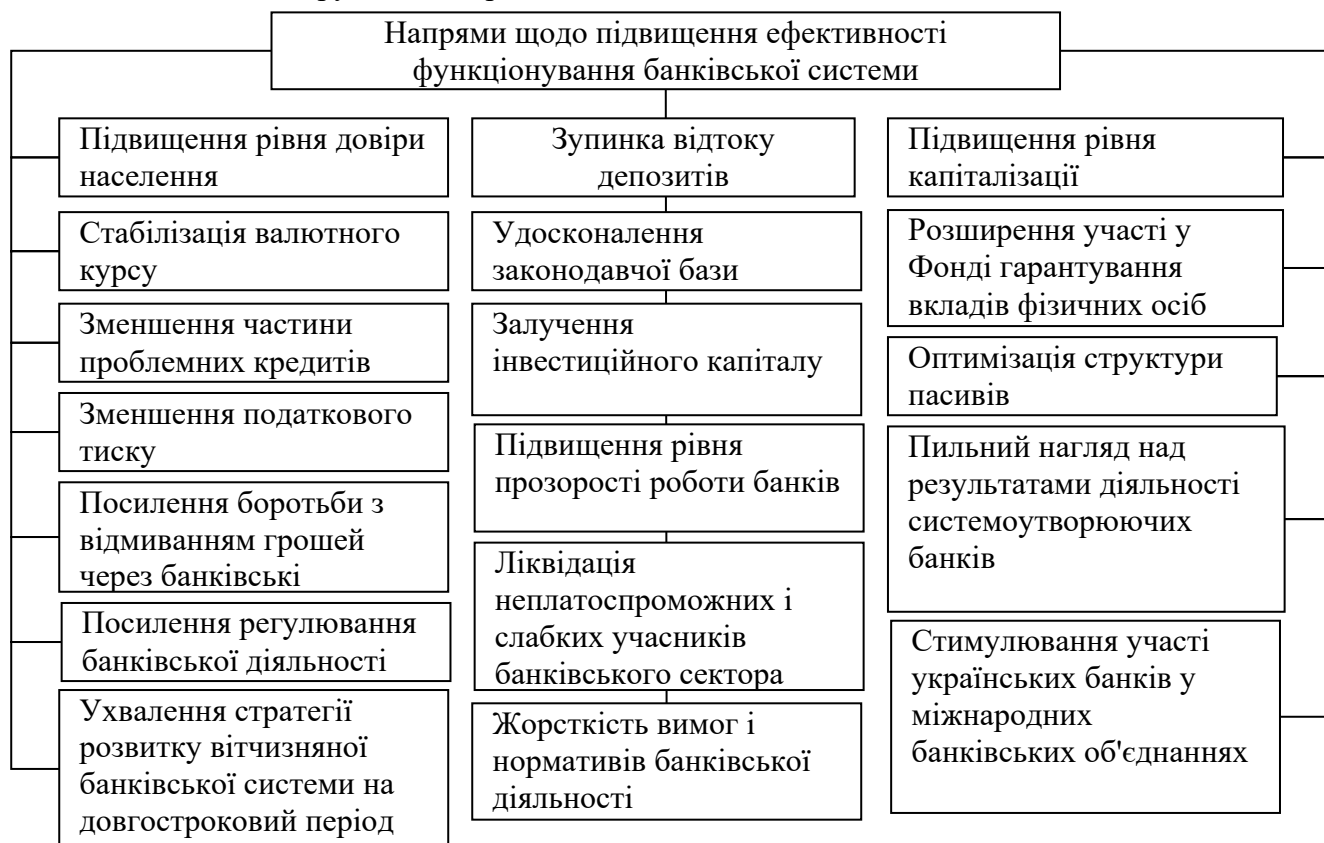 Напрями щодо підвищення ефективності
функціонування банківської системи
Підвищення рівня довіри
населення
Стабілізація валютного
курсу
Зменшення частини
проблемних кредитів
Зменшення податкового
тиску
Посилення боротьби з
відмиванням грошей
через банківські
Посилення регулювання
банківської діяльності
Ухвалення стратегії
розвитку вітчизняної
банківської системи на
довгостроковий період
Зупинка відтоку
депозитів
Удосконалення
законодавчої бази
Залучення
інвестиційного капіталу
Підвищення рівня
прозорості роботи банків
Ліквідація
неплатоспроможних і
слабких учасників
банківського сектора
Жорсткість вимог і
нормативів банківської
діяльності
Підвищення рівня
капіталізації
Розширення участі у
Фонді гарантування
вкладів фізичних осіб
Оптимізація структури
пасивів
Пильний нагляд над
результатами діяльності
системоутворюючих
банків
Стимулювання участі
українських банків у
міжнародних
банківських об'єднаннях